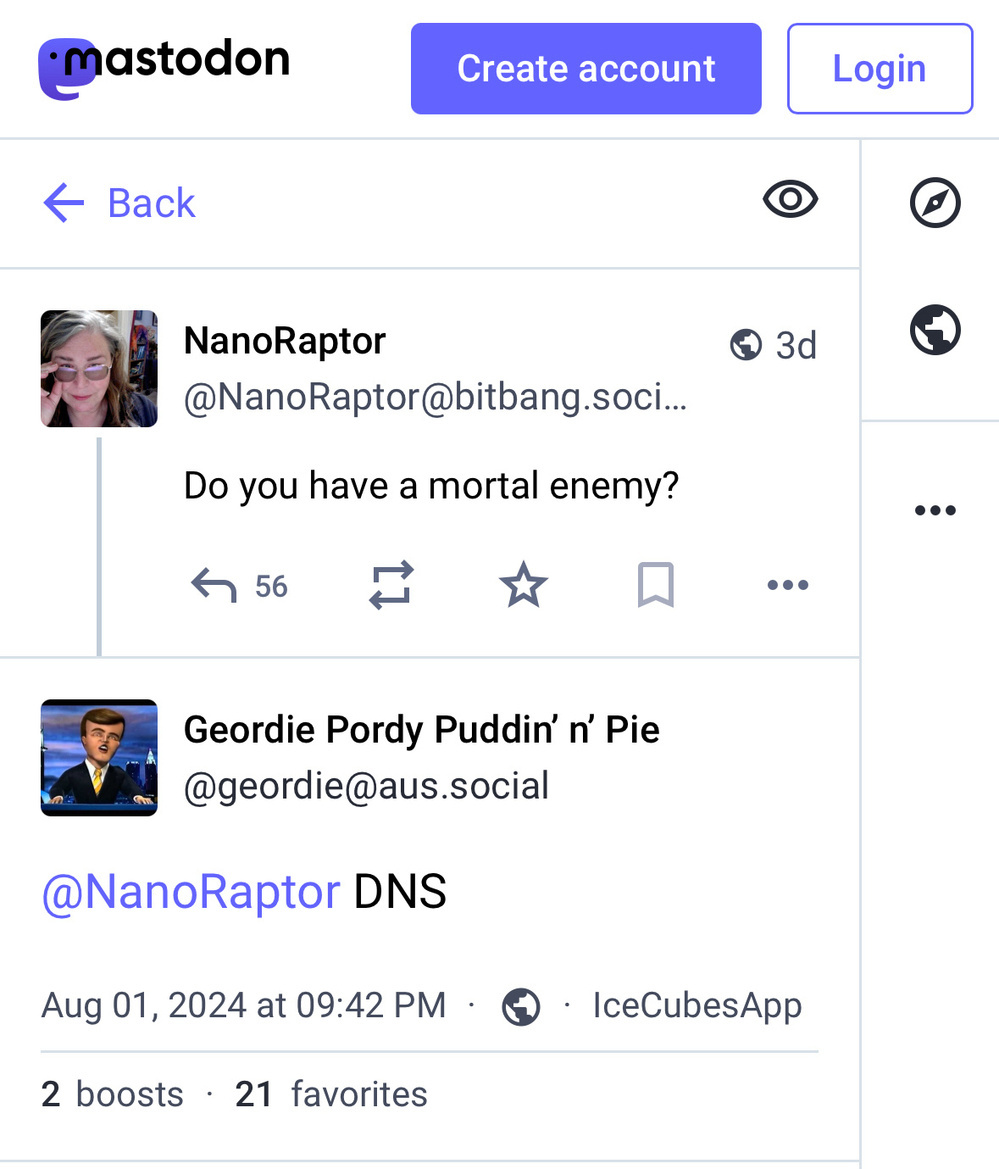 mastodon
Create account
Login
Back
NanoRaptor
3d
@NanoRaptor@bitbang.soci...
Do you have a mortal enemy?
56
Geordie Pordy Puddin’ n’ Pie
@geordie@aus.social
@NanoRaptor DNS
Aug 01, 2024 at 09:42 PM · · IceCubesApp
2 boosts · 21 favorites